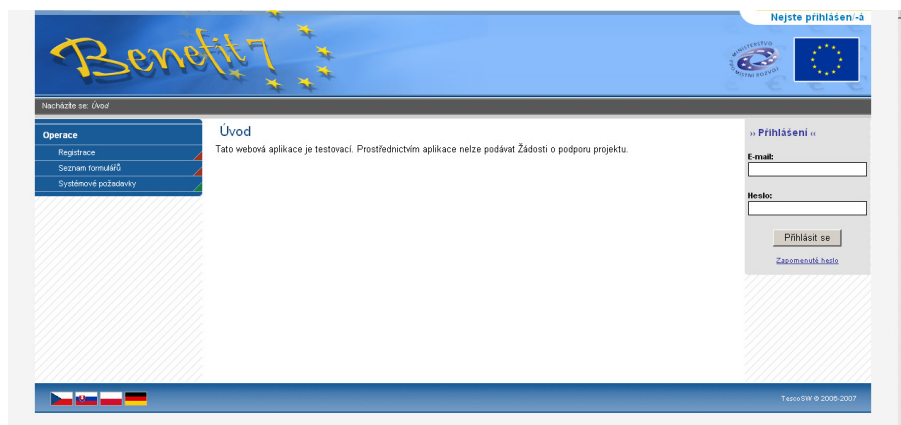 Nejste přihlášen/-á
Benefit7
MINISTERSTVO
PRO MÍSTNÍ ROZVOJ
Nacházíte se: Úvod
Operace
Registrace
Seznam formulářů
Systémové požadavky
Úvod
Tato webová aplikace je testovací. Prostřednictvím aplikace nelze podávat Žádosti o podporu projektu.
›› Přihlášení ‹‹
E-mail:
Heslo:
Přihlásit se
Zapomenuté heslo
TescoSW © 2006-2007